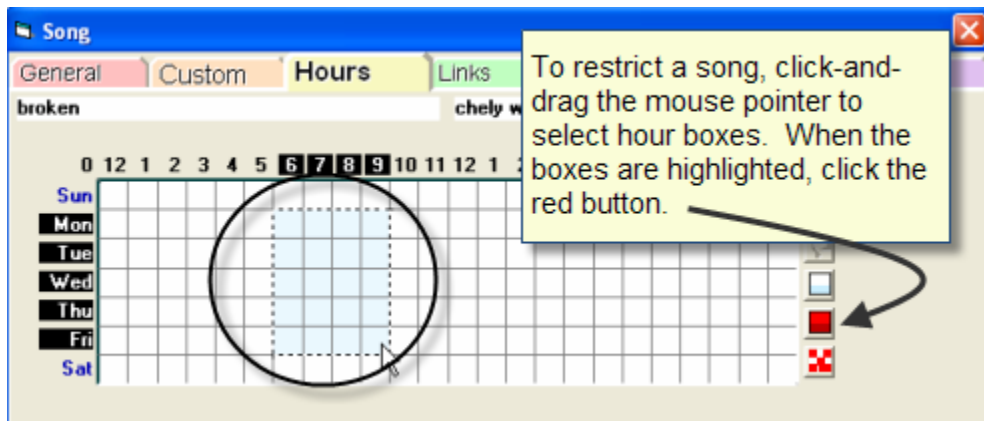 Song
General Custom Hours Links
broken chely
To restrict a song, click-and-
drag the mouse pointer to
select hour boxes. When the
boxes are highlighted, click the
red button.
0 12 1 2 3 4 5 6 7 8 9 10 11 12 1
Sun
Mon
Tue
Wed
Thu
Fri
Sat